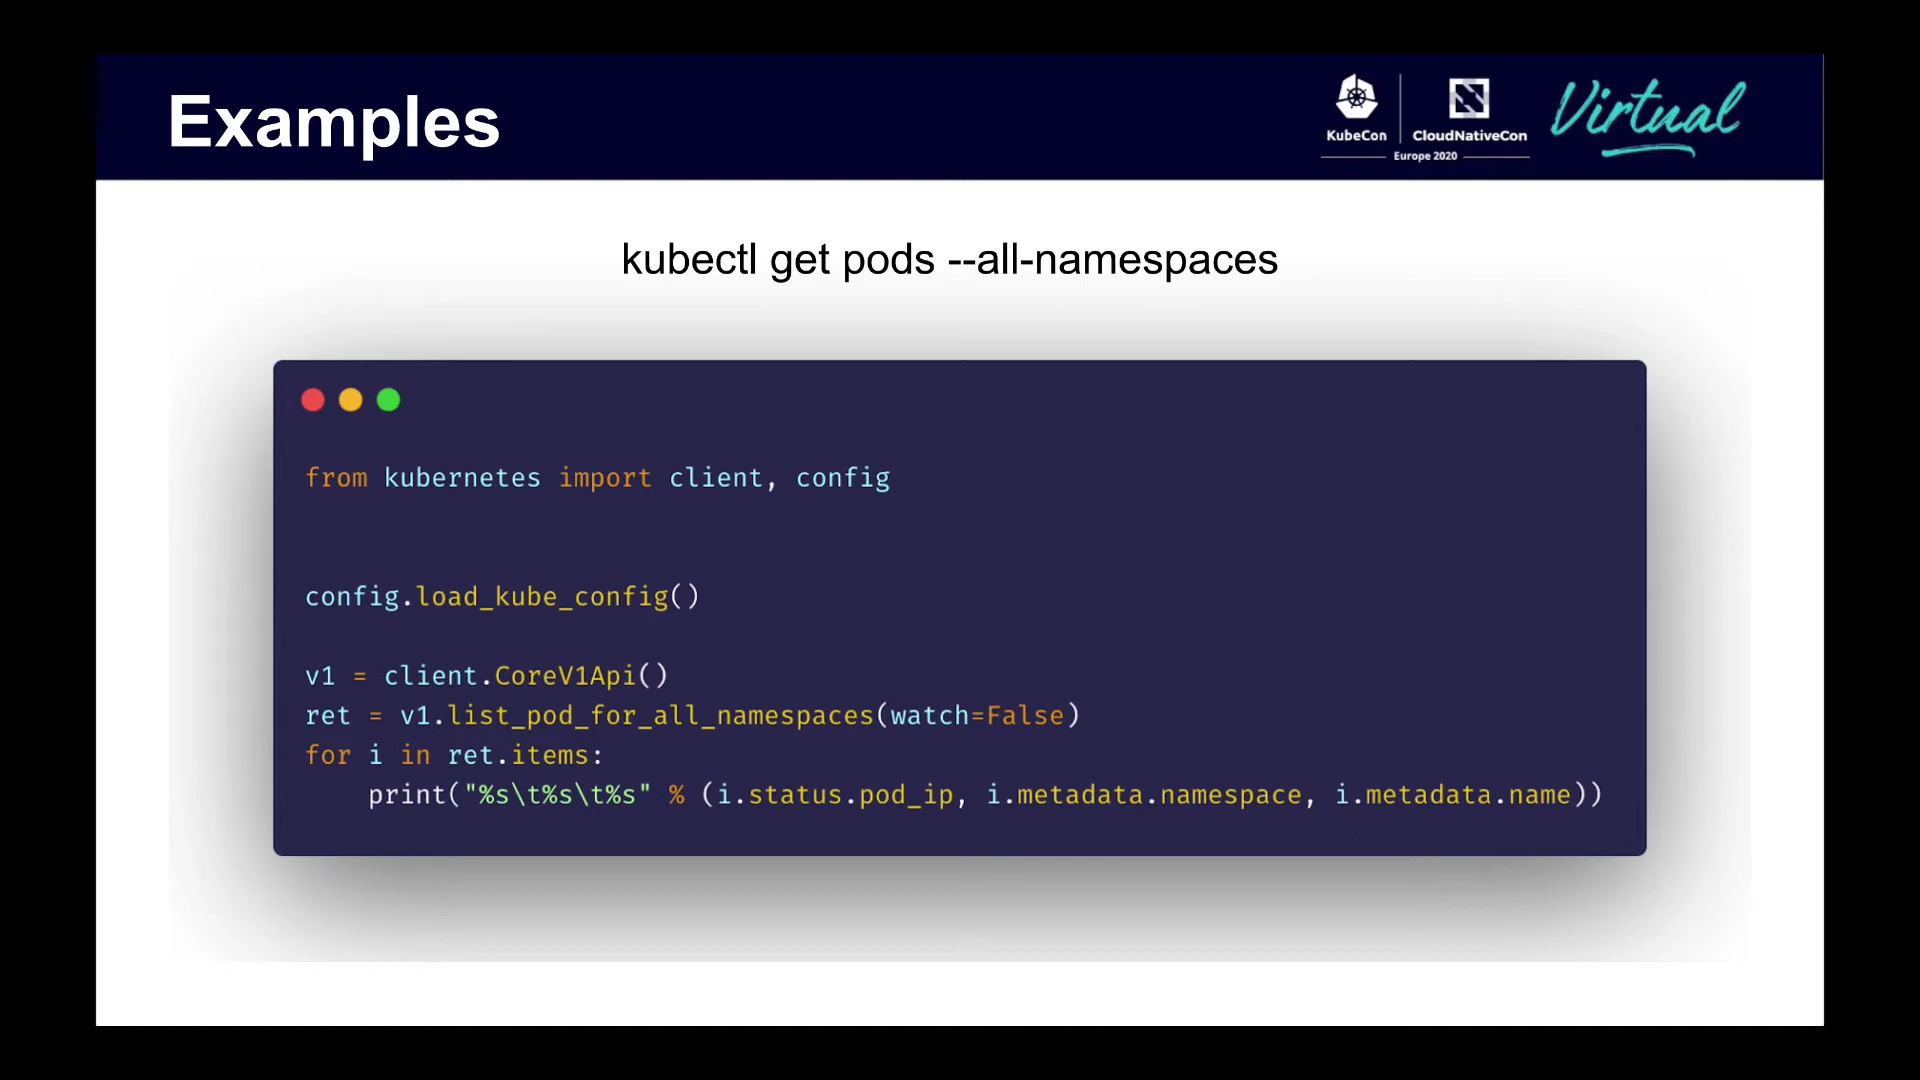 Examples
KubeCon
CloudNativeCon
Europe 2020
Virtual
kubectl get pods --all-namespaces
from kubernetes import client, config
config.load_kube_config()
v1 = client.CoreV1Api()
ret = v1.list_pod_for_all_namespaces(watch=False)
for i in ret.items:
    print("%s\t%s\t%s" % (i.status.pod_ip, i.metadata.namespace, i.metadata.name))